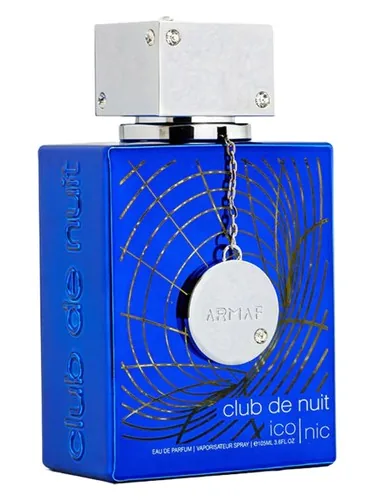 club de nuit
ARMAF
club de nuit
ico|nic
EAU DE PARFUM | VAPORISATEUR SPRAY | ℮105ML 3.6FL.OZ